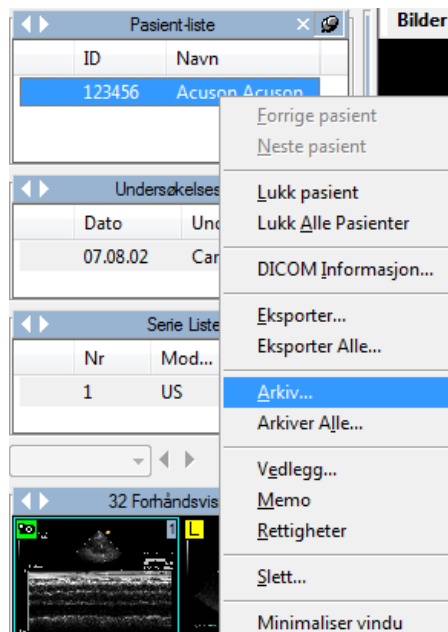 Pasient-liste
Bilder
ID Navn
123456 Acuson Acuson
Forrige pasient
Neste pasient
Lukk pasient
Lukk Alle Pasienter
DICOM Informasjon...
Eksporter...
Eksporter Alle...
Arkiv...
Arkiver Alle...
Vedlegg...
Memo
Rettigheter
Slett...
Minimaliser vindu
Undersøkelses
Dato Und
07.08.02 Car
Serie Liste
Nr Mod...
1 US
32 Forhåndsvis
1
L